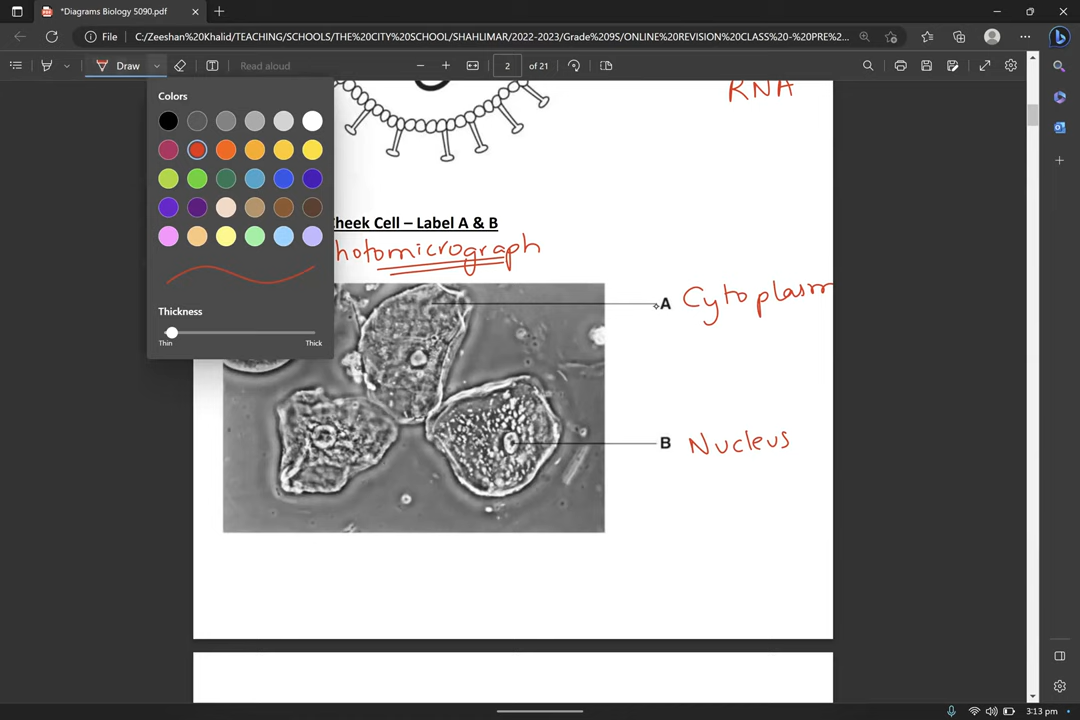 *Diagrams Biology 5090.pdf
File
C:/Zeeshan%20Khalid/TEACHING/SCHOOLS/THE%20CITY%20SCHOOL/SHAHLIMAR/2022-2023/Grade%209S/ONLINE%20REVISION%20CLASS%20-%20PRE%...
Draw
Read aloud
2
of 21
Colors
Thickness
Thin
Thick
RNA
heek Cell – Label A & B
hotomicrograph
A
Cytoplasm
B
Nucleus
3:13 pm